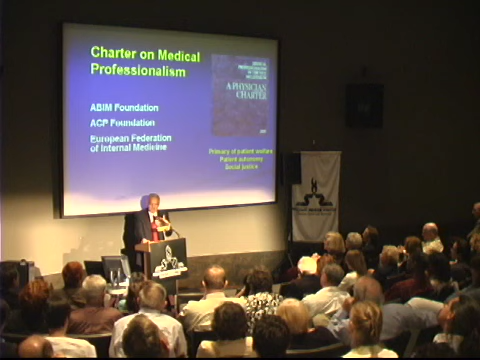 Charter on Medical
Professionalism
ABIM Foundation
ACP Foundation
European Federation
of Internal Medicine
A PHYSICIAN
CHARTER
Primacy of patient welfare
Patient autonomy
Social justice